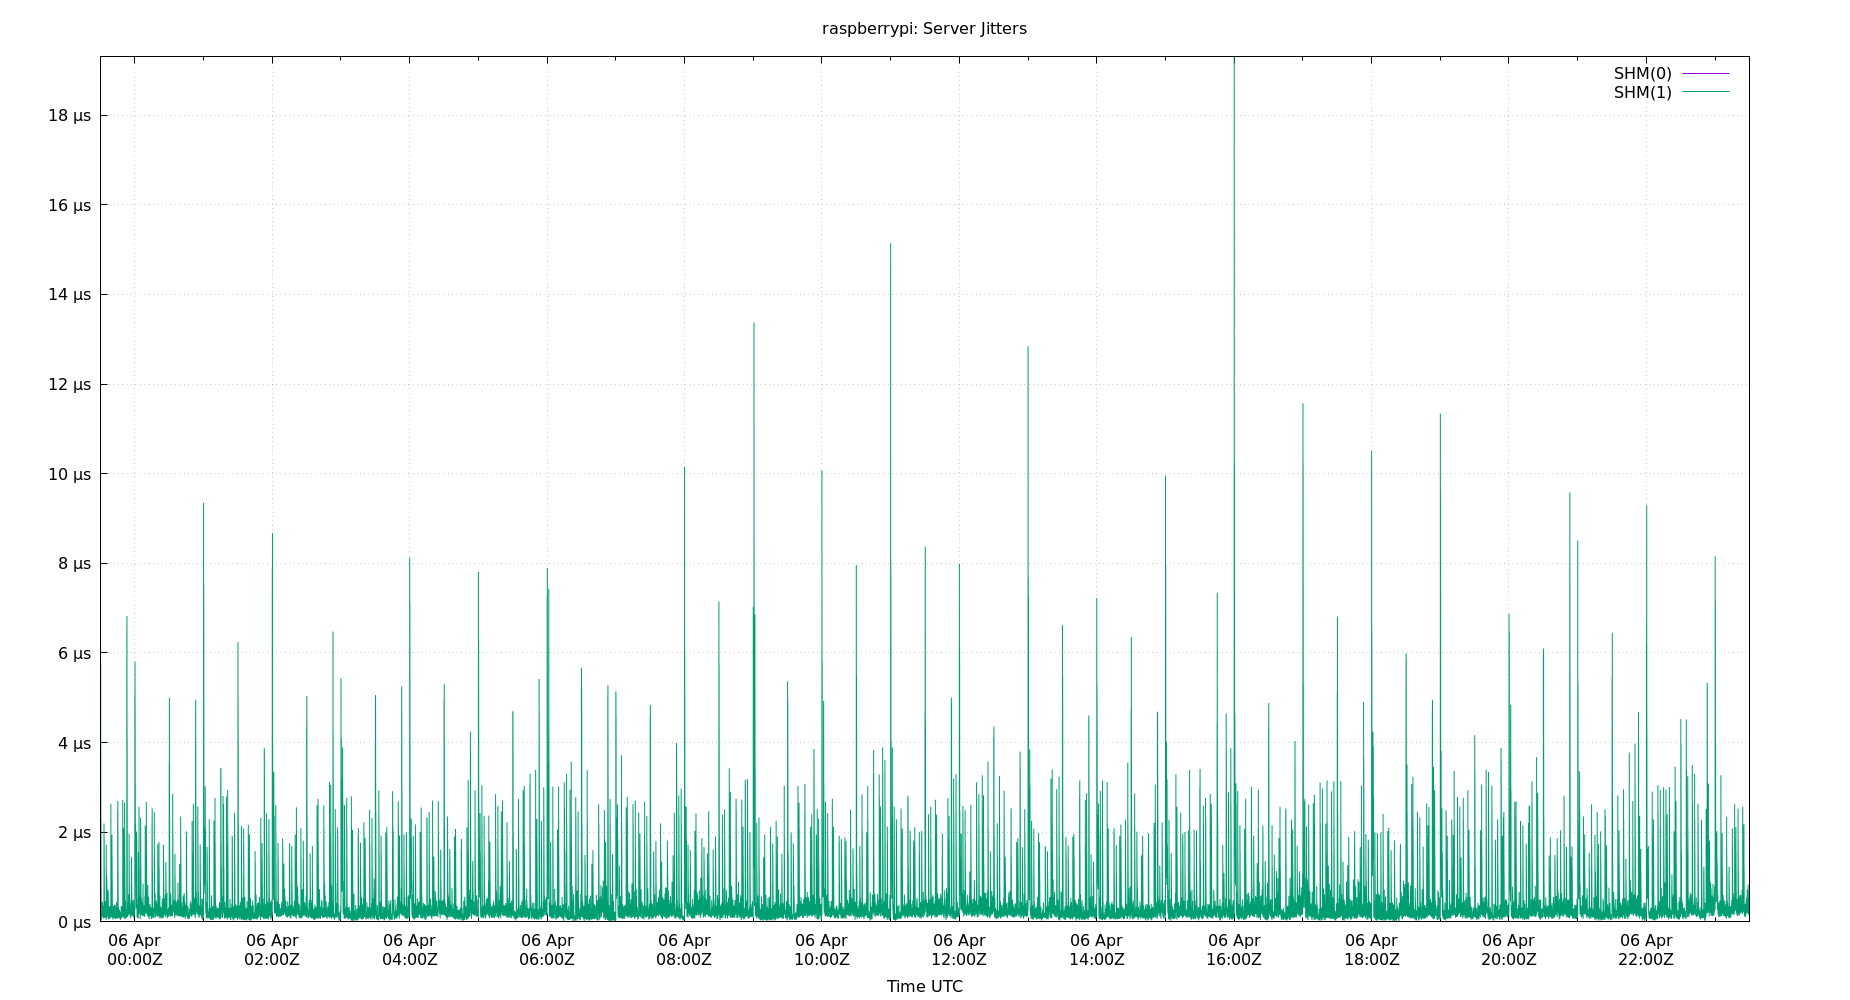 raspberrypi: Server Jitters
SHM(0)
SHM(1)
18 µs
16 µs
14 µs
12 µs
10 µs
8 µs
6 µs
4 µs
2 µs
0 µs
06 Apr 06 Apr 06 Apr 06 Apr 06 Apr 06 Apr 06 Apr 06 Apr 06 Apr 06 Apr 06 Apr 06 Apr
00:00Z 02:00Z 04:00Z 06:00Z 08:00Z 10:00Z 12:00Z 14:00Z 16:00Z 18:00Z 20:00Z 22:00Z
Time UTC